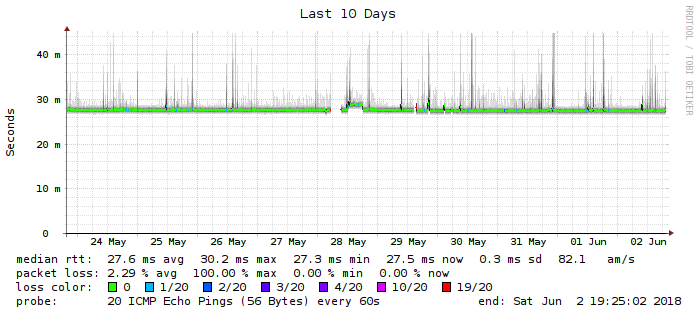 Last 10 Days
RRDTOOL / TOBI OETIKER
Seconds
40 m
30 m
20 m
10 m
0
24 May 25 May 26 May 27 May 28 May 29 May 30 May 31 May 01 Jun 02 Jun
median rtt: 27.6 ms avg 30.2 ms max 27.3 ms min 27.5 ms now 0.3 ms sd 82.1 am/s
packet loss: 2.29 % avg 100.00 % max 0.00 % min 0.00 % now
loss color: 0 1/20 2/20 3/20 4/20 10/20 19/20
probe: 20 ICMP Echo Pings (56 Bytes) every 60s end: Sat Jun 2 19:25:02 2018